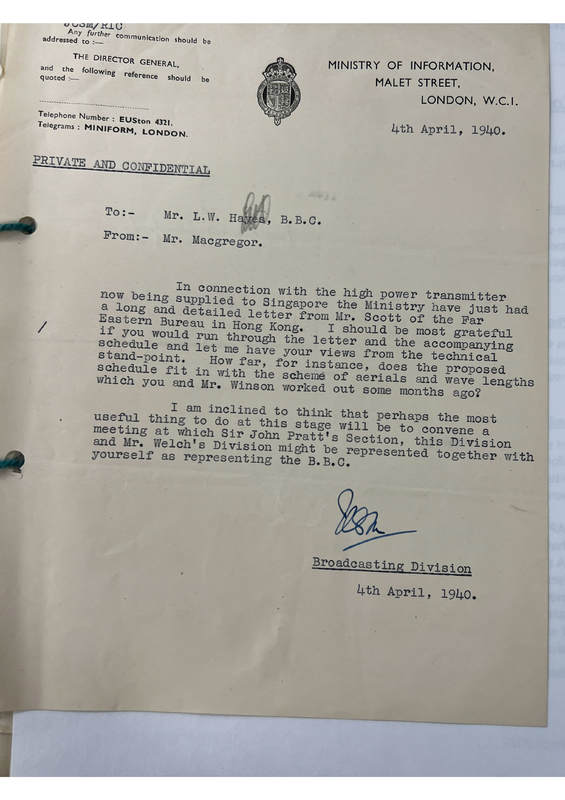 JCSM/RIC
Any further communication should be
addressed to :—
THE DIRECTOR GENERAL,
and the following reference should be
quoted :—
Telephone Number : EUSton 4321.
Telegrams : MINIFORM, LONDON.
MINISTRY OF INFORMATION,
MALET STREET,
LONDON, W.C.1.
4th April, 1940.
PRIVATE AND CONFIDENTIAL
To:- Mr. L.W. Hayes, B.B.C.
From:- Mr. Macgregor.
In connection with the high power transmitter
now being supplied to Singapore the Ministry have just had
a long and detailed letter from Mr. Scott of the Far
Eastern Bureau in Hong Kong. I should be most grateful
if you would run through the letter and the accompanying
schedule and let me have your views from the technical
stand-point. How far, for instance, does the proposed
schedule fit in with the scheme of aerials and wave lengths
which you and Mr. Winson worked out some months ago?
I am inclined to think that perhaps the most
useful thing to do at this stage will be to convene a
meeting at which Sir John Pratt's Section, this Division
and Mr. Welch's Division might be represented together with
yourself as representing the B.B.C.
Broadcasting Division
4th April, 1940.